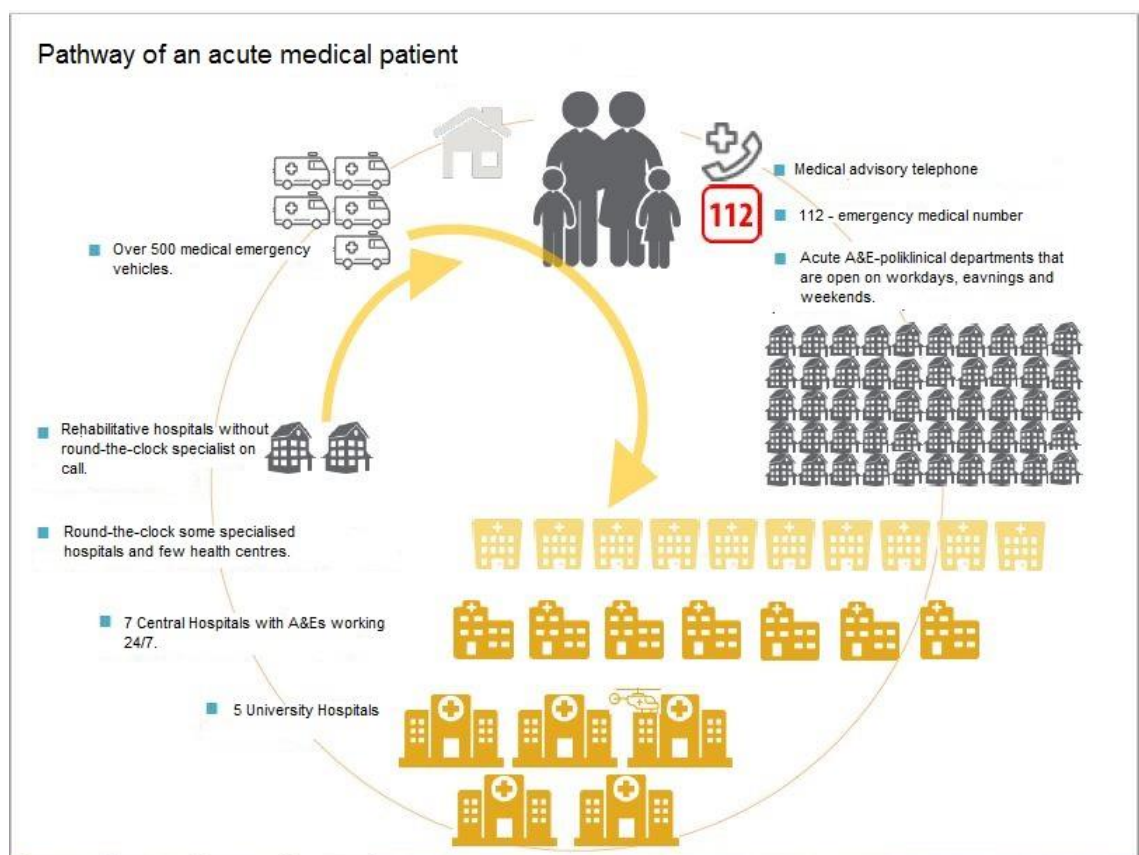 Pathway of an acute medical patient
Medical advisory telephone
112
112 - emergency medical number
Over 500 medical emergency
vehicles.
Acute A&E-poliklinical departments that
are open on workdays, eavnings and
weekends.
Rehabilitative hospitals without
round-the-clock specialist on
call.
Round-the-clock some specialised
hospitals and few health centres.
7 Central Hospitals with A&Es working
24/7.
5 University Hospitals